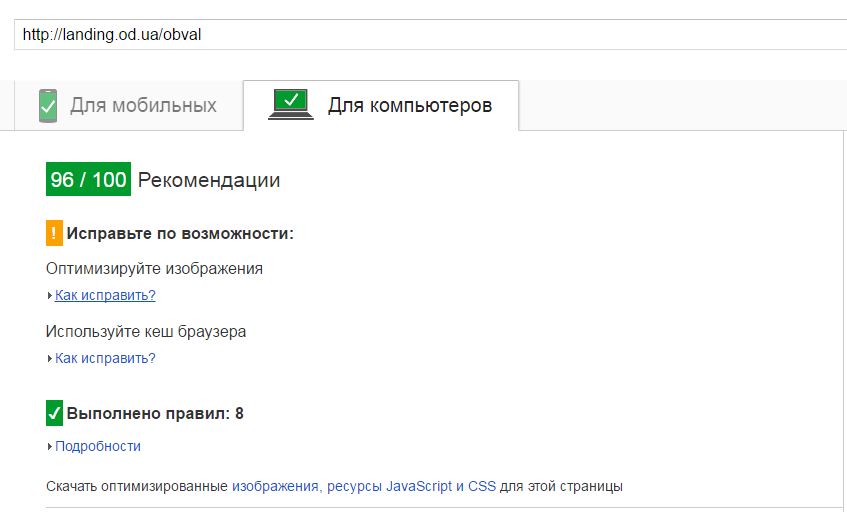 http://landing.od.ua/obval
Для мобильных
Для компьютеров
96 / 100 Рекомендации
! Исправьте по возможности:
Оптимизируйте изображения
Как исправить?
Используйте кеш браузера
Как исправить?
Выполнено правил: 8
Подробности
Скачать оптимизированные изображения, ресурсы JavaScript и CSS для этой страницы